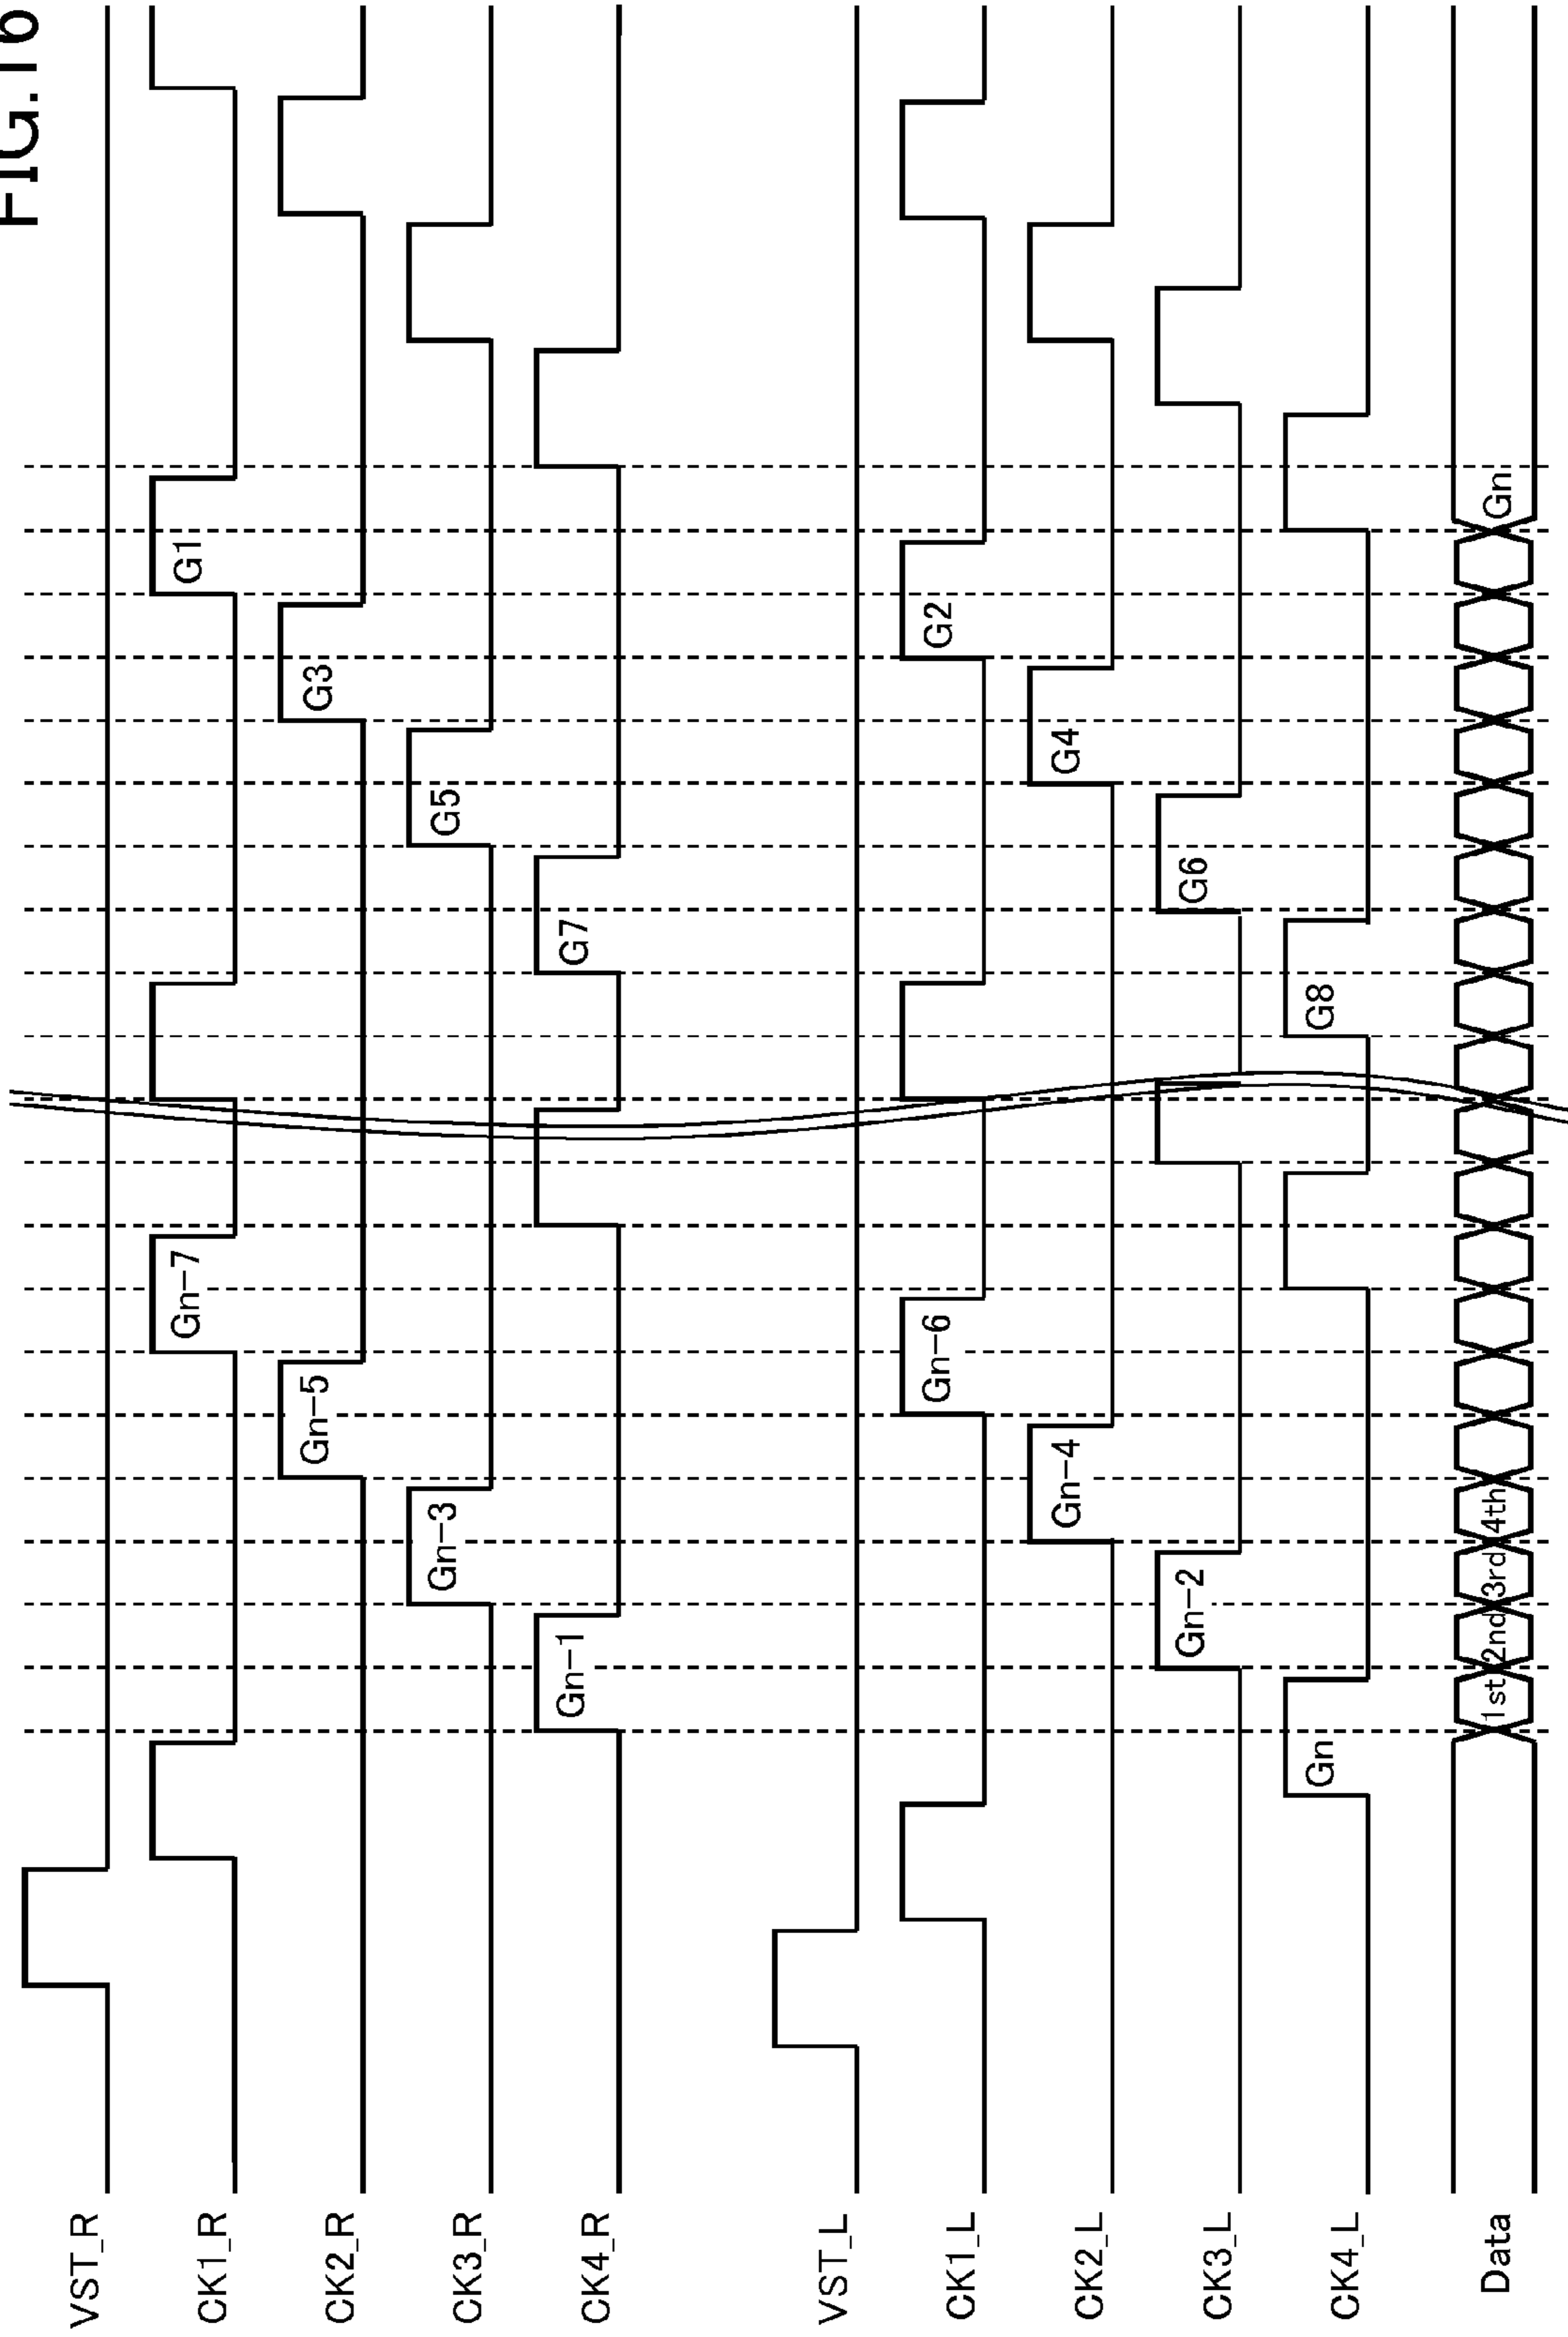 FIG.16
VST_R
CK1_R
Gn-7
G1
CK2_R
Gn-5
G3
CK3_R
Gn-3
G5
CK4_R
Gn-1
G7
VST_L
CK1_L
Gn-6
G2
CK2_L
Gn-4
G4
CK3_L
Gn-2
G6
CK4_L
Gn
G8
Data
1st 2nd 3rd 4th
Gn